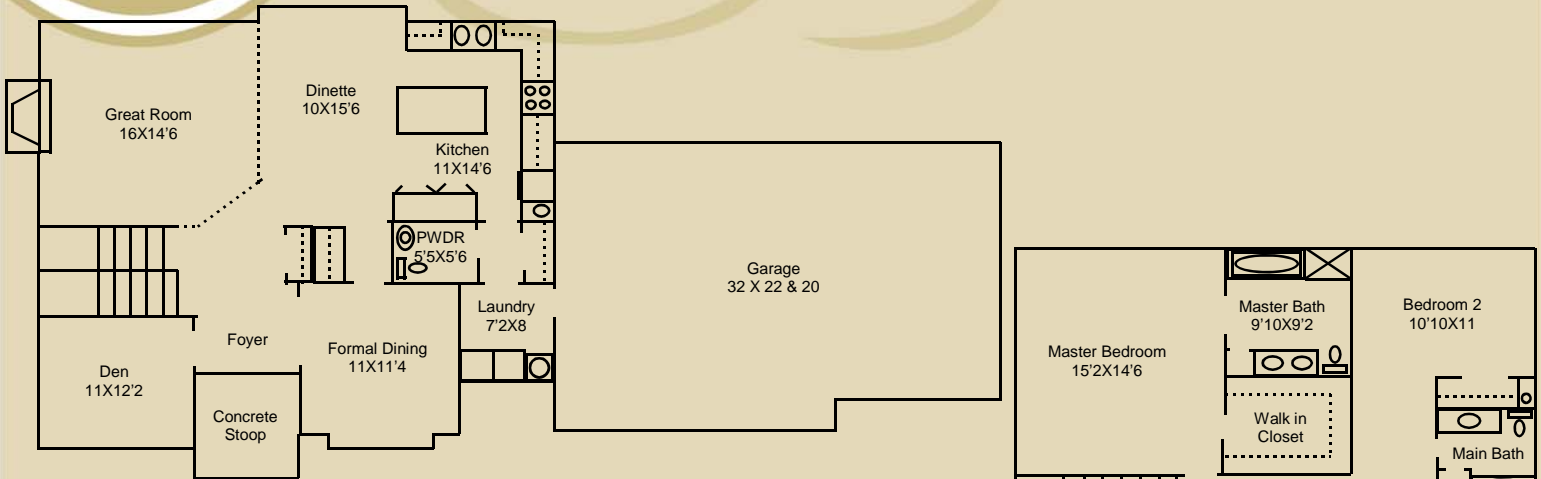 Great Room
16X14'6
Dinette
10X15'6
Kitchen
11X14'6
PWDR
5'5X5'6
Laundry
7'2X8
Foyer
Formal Dining
11X11'4
Den
11X12'2
Concrete
Stoop
Garage
32 X 22 & 20
Master Bedroom
15'2X14'6
Master Bath
9'10X9'2
Walk in
Closet
Bedroom 2
10'10X11
Main Bath